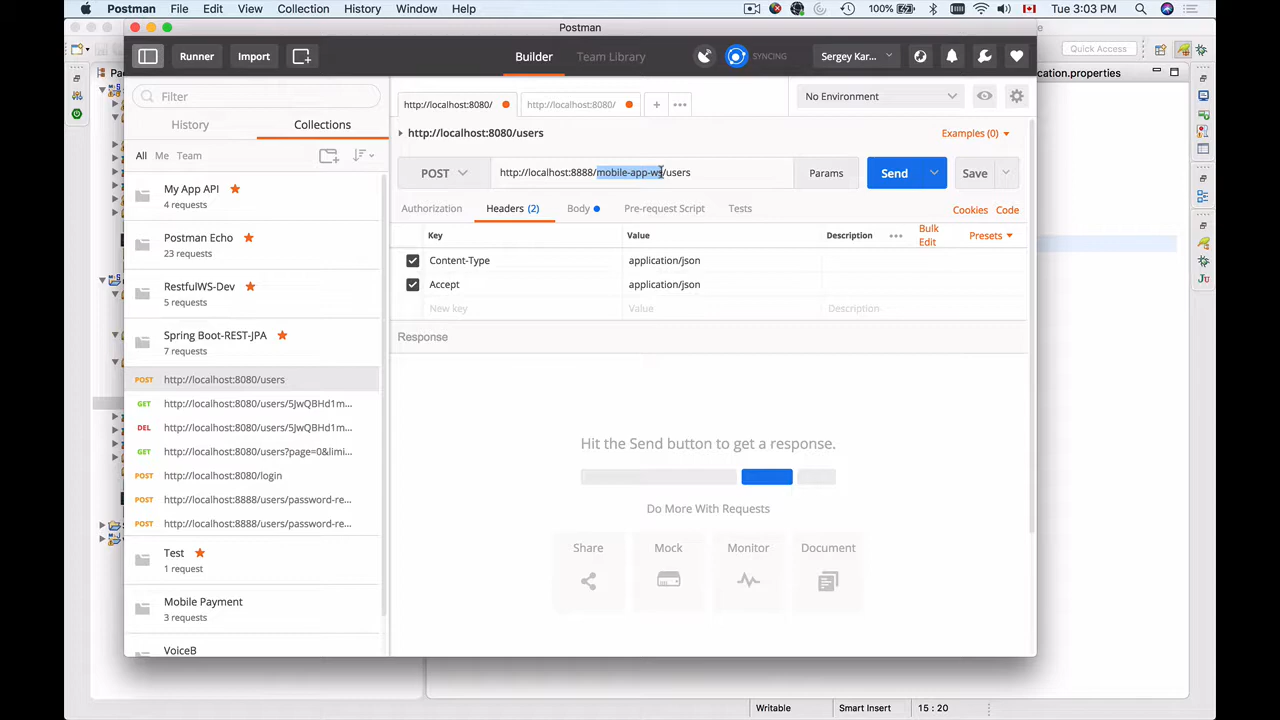 Postman File Edit View Collection History Window Help 100% Tue 3:03 PM
Postman
Quick Access
Runner Import Builder Team Library SYNCING Sergey Kar...
cation.properties
Filter
http://localhost:8080/ http://localhost:8080/ + ••• No Environment
History Collections
http://localhost:8080/users Examples (0)
All Me Team
POST http://localhost:8888/mobile-app-ws/users Params Send Save
My App API
4 requests
Authorization Headers (2) Body Pre-request Script Tests Cookies Code
Key Value Description ••• Bulk Edit Presets
Postman Echo
23 requests
Content-Type application/json
Accept application/json
New key Value Description
RestfulWS-Dev
5 requests
Response
Spring Boot-REST-JPA
7 requests
POST http://localhost:8080/users
GET http://localhost:8080/users/5JwQBHd1m...
DEL http://localhost:8080/users/5JwQBHd1m...
GET http://localhost:8080/users?page=0&limi...
POST http://localhost:8080/login
POST http://localhost:8888/users/password-re...
POST http://localhost:8888/users/password-re...
Hit the Send button to get a response.
Do More With Requests
Share Mock Monitor Document
Test
1 request
Mobile Payment
3 requests
VoiceB
Writable Smart Insert 15 : 20